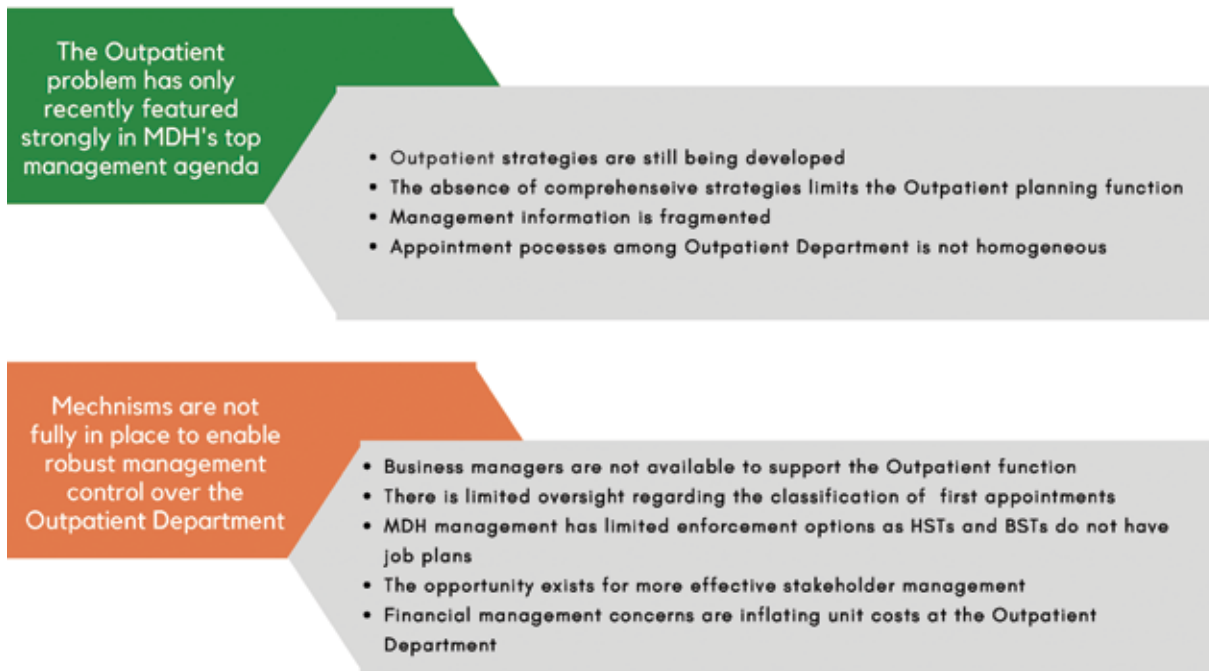 The Outpatient
problem has only
recently featured
strongly in MDH's top
management agenda
• Outpatient strategies are still being developed
• The absence of comprehenseive strategies limits the Outpatient planning function
• Management information is fragmented
• Appointment pocesses among Outpatient Department is not homogeneous
Mechnisms are not
fully in place to enable
robust management
control over the
Outpatient Department
• Business managers are not available to support the Outpatient function
• There is limited oversight regarding the classification of first appointments
• MDH management has limited enforcement options as HSTs and BSTs do not have
job plans
• The opportunity exists for more effective stakeholder management
• Financial management concerns are inflating unit costs at the Outpatient
Department